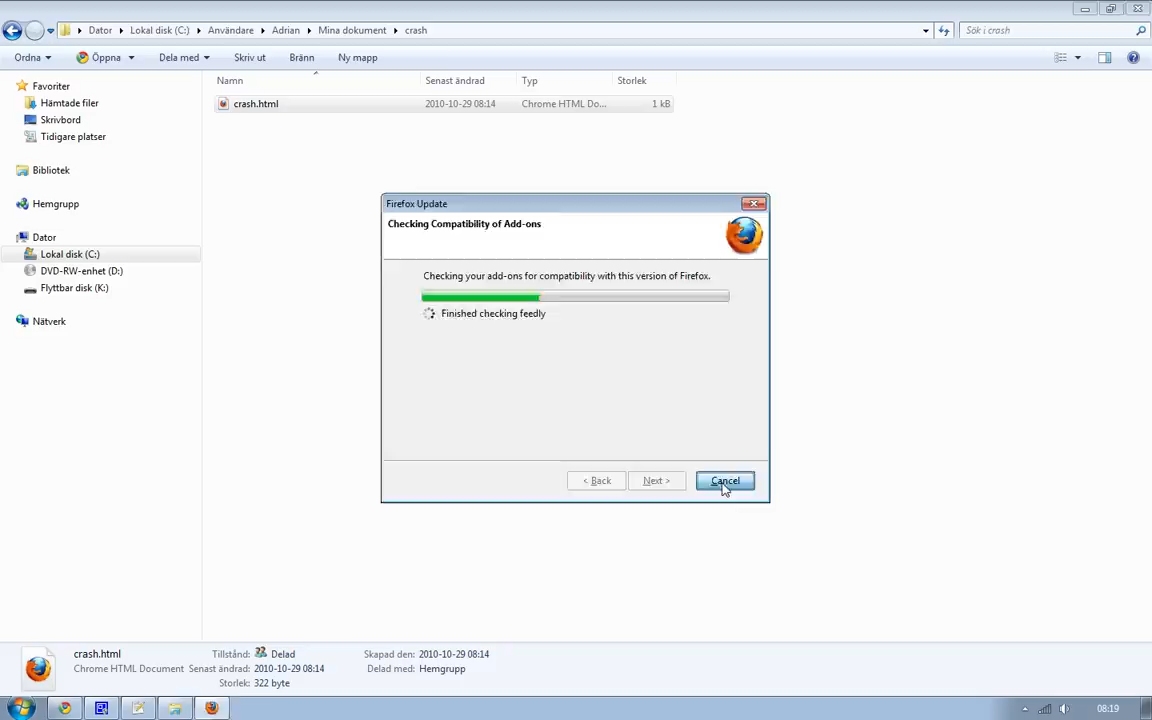 Dator Lokal disk (C:) Användare Adrian Mina dokument crash
Sök i crash
Ordna Öppna Dela med Skriv ut Bränn Ny mapp
Namn Senast ändrad Typ Storlek
crash.html 2010-10-29 08:14 Chrome HTML Do... 1 kB
Favoriter
Hämtade filer
Skrivbord
Tidigare platser
Bibliotek
Hemgrupp
Dator
Lokal disk (C:)
DVD-RW-enhet (D:)
Flyttbar disk (K:)
Nätverk
Firefox Update
Checking Compatibility of Add-ons
Checking your add-ons for compatibility with this version of Firefox.
Finished checking feedly
< Back Next > Cancel
crash.html Tillstånd: Delad Skapad den: 2010-10-29 08:14
Chrome HTML Document Senast ändrad: 2010-10-29 08:14 Delad med: Hemgrupp
Storlek: 322 byte
08:19